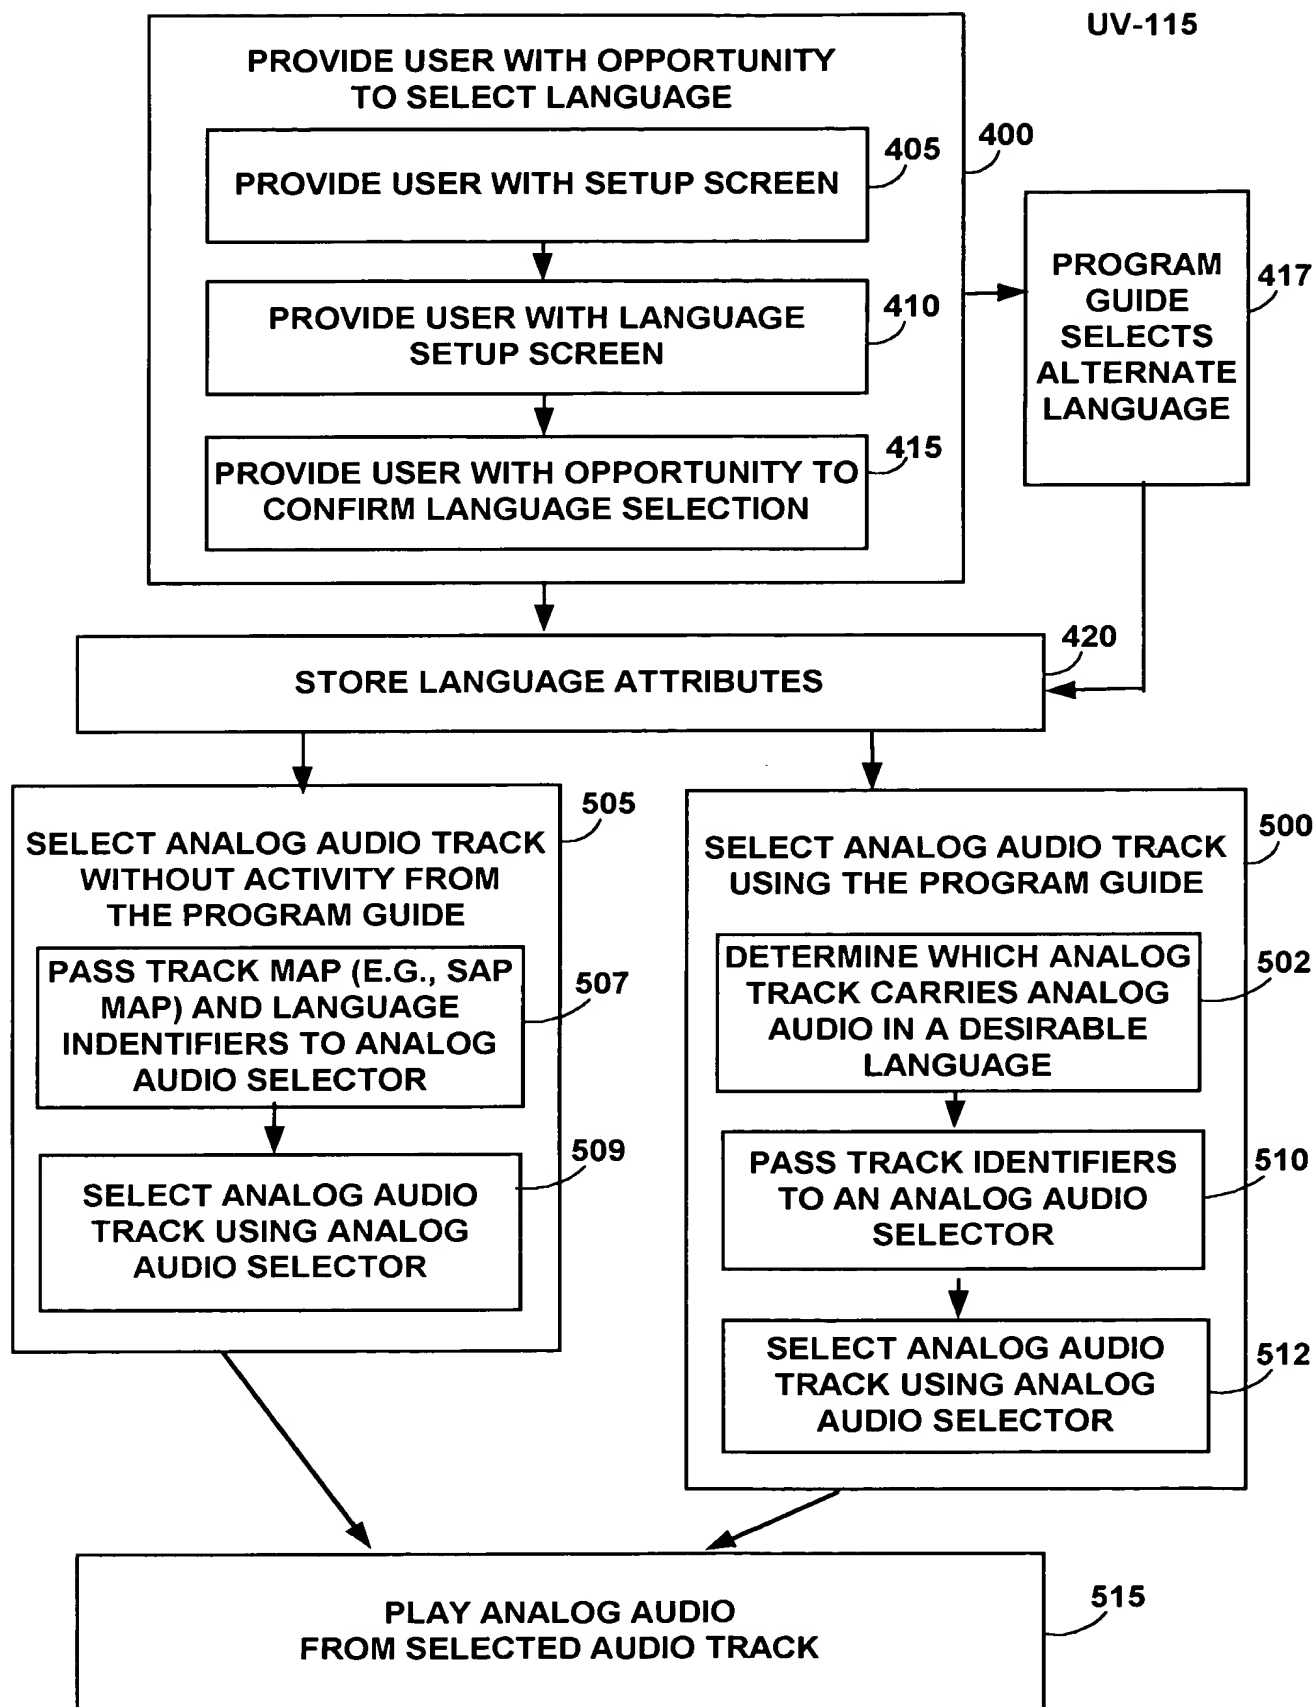 UV-115
PROVIDE USER WITH OPPORTUNITY
TO SELECT LANGUAGE
400
405
PROVIDE USER WITH SETUP SCREEN
410
PROVIDE USER WITH LANGUAGE
SETUP SCREEN
415
PROVIDE USER WITH OPPORTUNITY TO
CONFIRM LANGUAGE SELECTION
417
PROGRAM
GUIDE
SELECTS
ALTERNATE
LANGUAGE
420
STORE LANGUAGE ATTRIBUTES
505
SELECT ANALOG AUDIO TRACK
WITHOUT ACTIVITY FROM
THE PROGRAM GUIDE
PASS TRACK MAP (E.G., SAP
MAP) AND LANGUAGE
INDENTIFIERS TO ANALOG
AUDIO SELECTOR
507
509
SELECT ANALOG AUDIO
TRACK USING ANALOG
AUDIO SELECTOR
500
SELECT ANALOG AUDIO TRACK
USING THE PROGRAM GUIDE
DETERMINE WHICH ANALOG
TRACK CARRIES ANALOG
AUDIO IN A DESIRABLE
LANGUAGE
502
PASS TRACK IDENTIFIERS
TO AN ANALOG AUDIO
SELECTOR
510
SELECT ANALOG AUDIO
TRACK USING ANALOG
AUDIO SELECTOR
512
PLAY ANALOG AUDIO
FROM SELECTED AUDIO TRACK
515